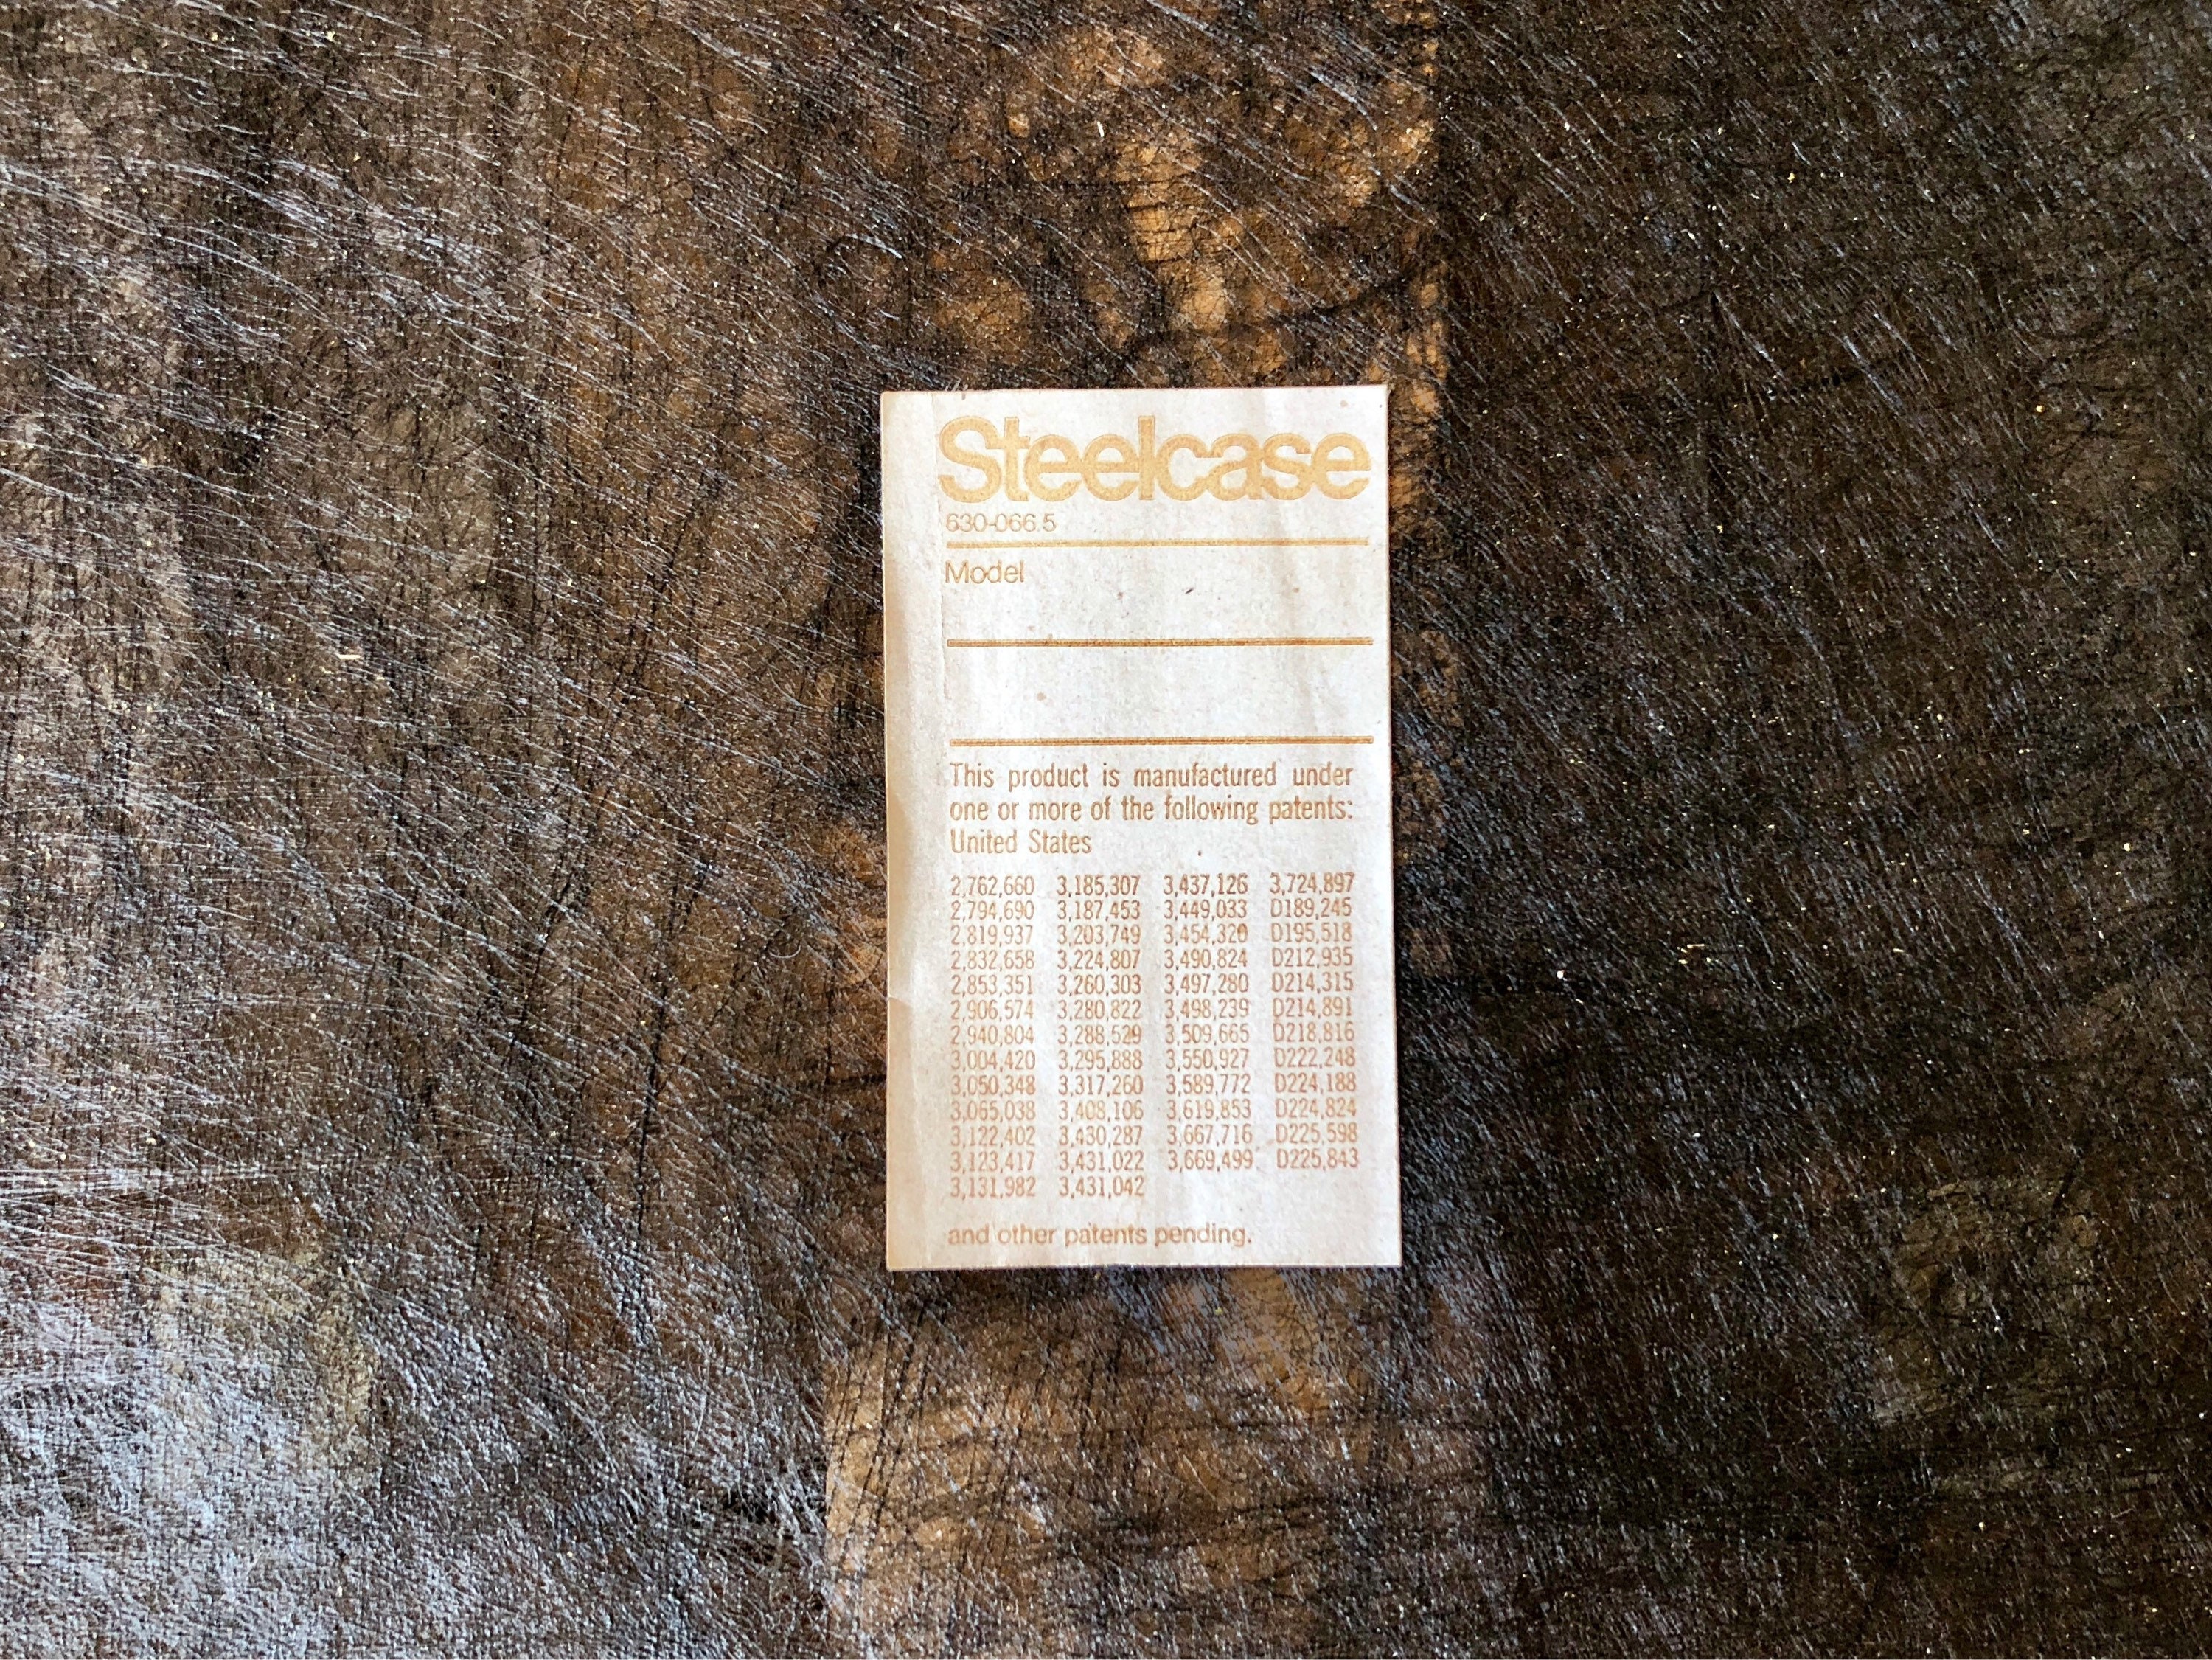 Steelcase
630-066.5
Model
This product is manufactured under
one or more of the following patents:
United States
2,762,660 3,185,307 3,437,126 3,724,897
2,794,690 3,187,453 3,449,033 D189,245
2,819,937 3,203,749 3,454,320 D195,518
2,832,658 3,224,807 3,490,824 D212,935
2,853,351 3,260,303 3,497,280 D214,315
2,906,574 3,280,822 3,498,239 D214,891
2,940,804 3,288,529 3,509,665 D218,816
3,004,420 3,295,888 3,550,927 D222,248
3,050,348 3,317,260 3,589,772 D224,188
3,065,038 3,408,106 3,619,853 D224,824
3,122,402 3,430,287 3,667,716 D225,598
3,123,417 3,431,022 3,669,499 D225,843
3,131,982 3,431,042
and other patents pending.